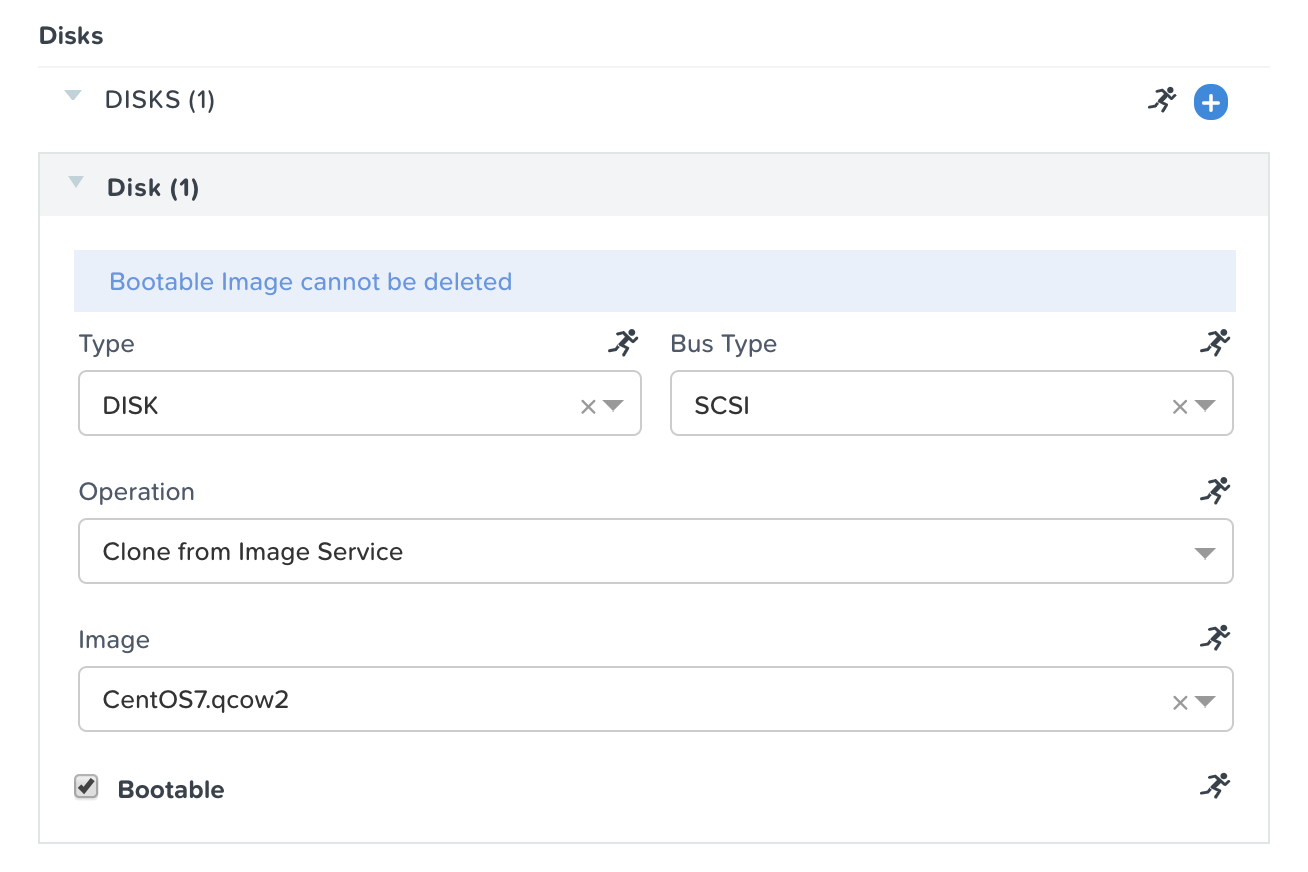 Disks
DISKS (1)
Disk (1)
Bootable Image cannot be deleted
Type
Bus Type
DISK
SCSI
Operation
Clone from Image Service
Image
CentOS7.qcow2
Bootable